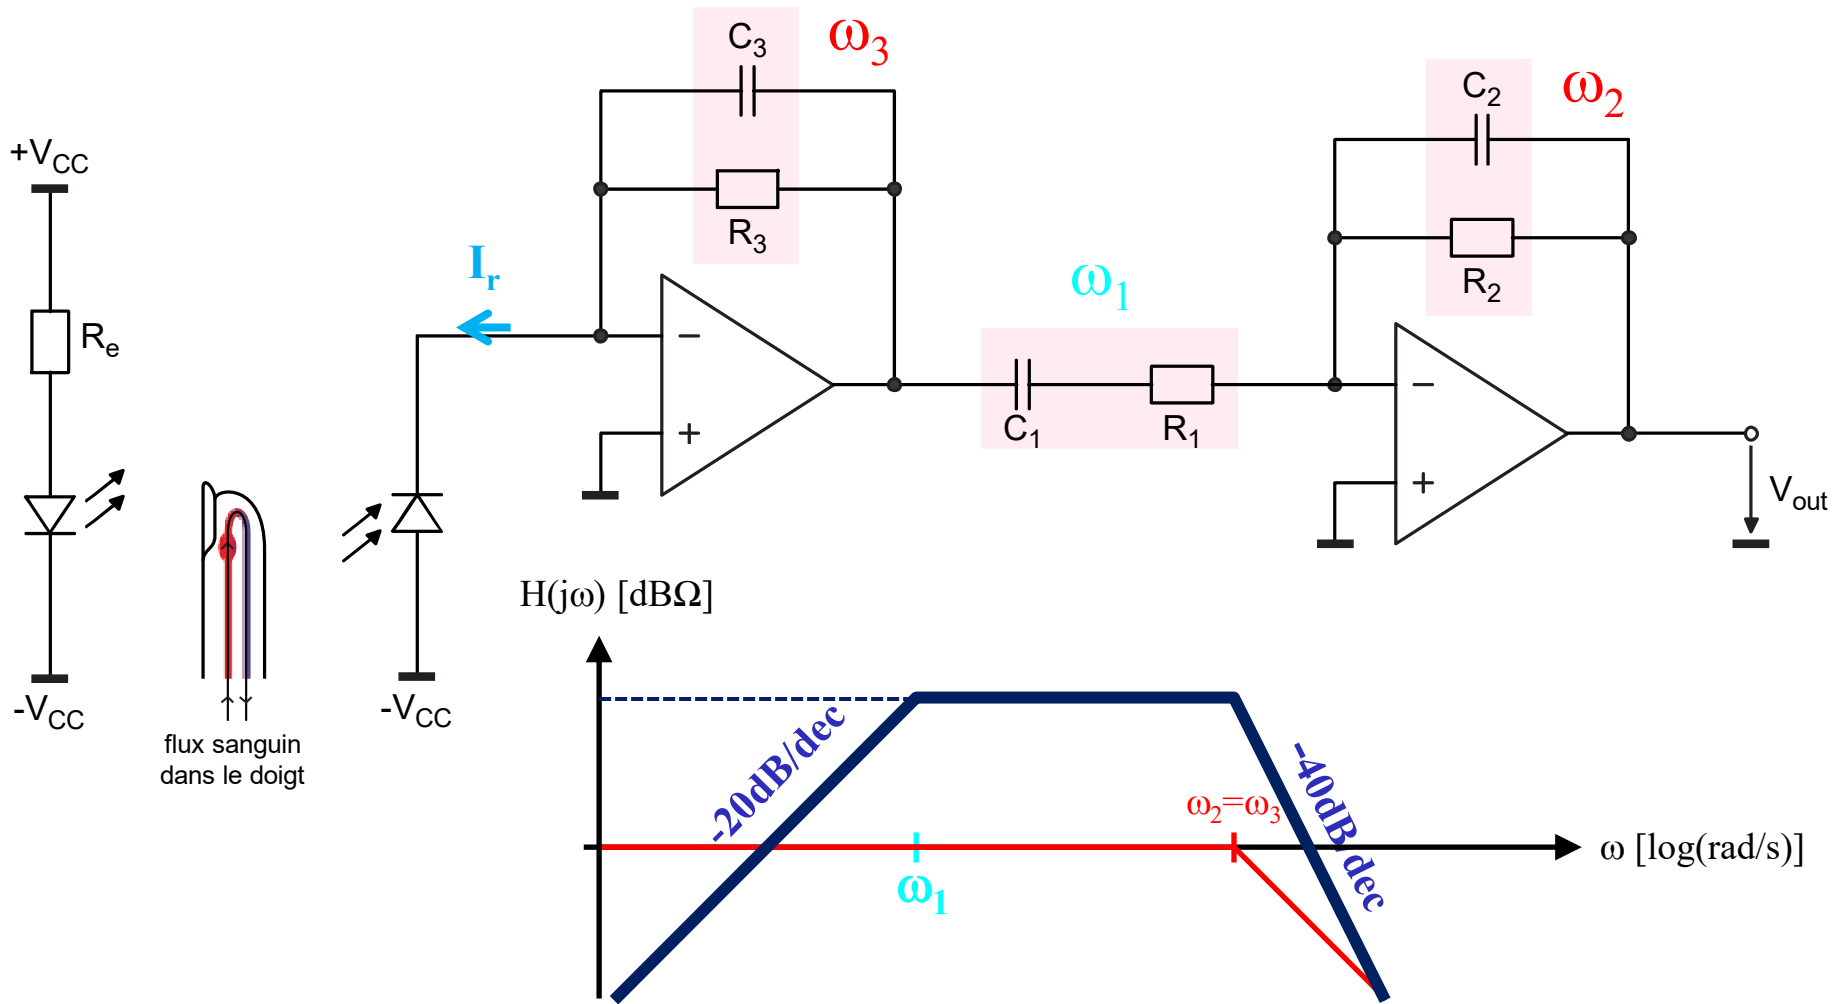 C3
ω3
C2
ω2
+VCC
R3
R2
Ir
ω1
Re
−
+
C1
R1
−
+
Vout
H(jω) [dBΩ]
-VCC
-VCC
flux sanguin
dans le doigt
-20dB/dec
-40dB/dec
ω2=ω3
ω [log(rad/s)]
ω1